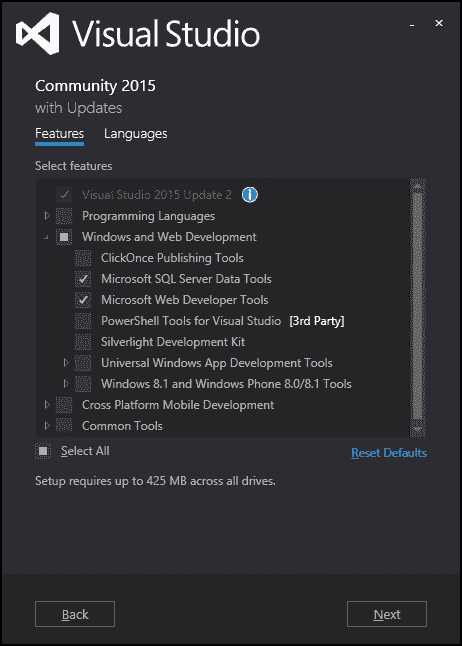 Visual Studio
Community 2015
with Updates
Features Languages
Select features
Visual Studio 2015 Update 2
Programming Languages
Windows and Web Development
ClickOnce Publishing Tools
Microsoft SQL Server Data Tools
Microsoft Web Developer Tools
PowerShell Tools for Visual Studio [3rd Party]
Silverlight Development Kit
Universal Windows App Development Tools
Windows 8.1 and Windows Phone 8.0/8.1 Tools
Cross Platform Mobile Development
Common Tools
Select All Reset Defaults
Setup requires up to 425 MB across all drives.
Back Next